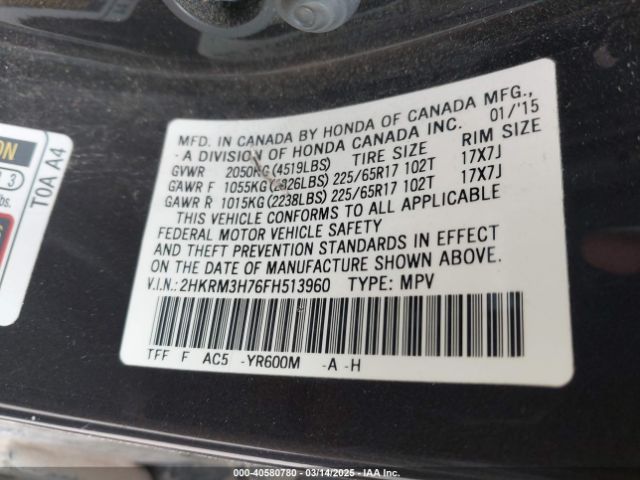 MFD. IN CANADA BY HONDA OF CANADA MFG.,
- A DIVISION OF HONDA CANADA INC. 01/'15
GVWR 2050KG (4519LBS) TIRE SIZE RIM SIZE
GAWR F 1055KG (2326LBS) 225/65R17 102T 17X7J
GAWR R 1015KG (2238LBS) 225/65R17 102T 17X7J
THIS VEHICLE CONFORMS TO ALL APPLICABLE
FEDERAL MOTOR VEHICLE SAFETY
AND THEFT PREVENTION STANDARDS IN EFFECT
ON THE DATE OF MANUFACTURE SHOWN ABOVE.
V.I.N.: 2HKRM3H76FH513960 TYPE: MPV
TFF F AC5 -YR600M -A -H
T0A A4
ON
3
lbs.
000-40580780 - 03/14/2025 - IAA Inc.